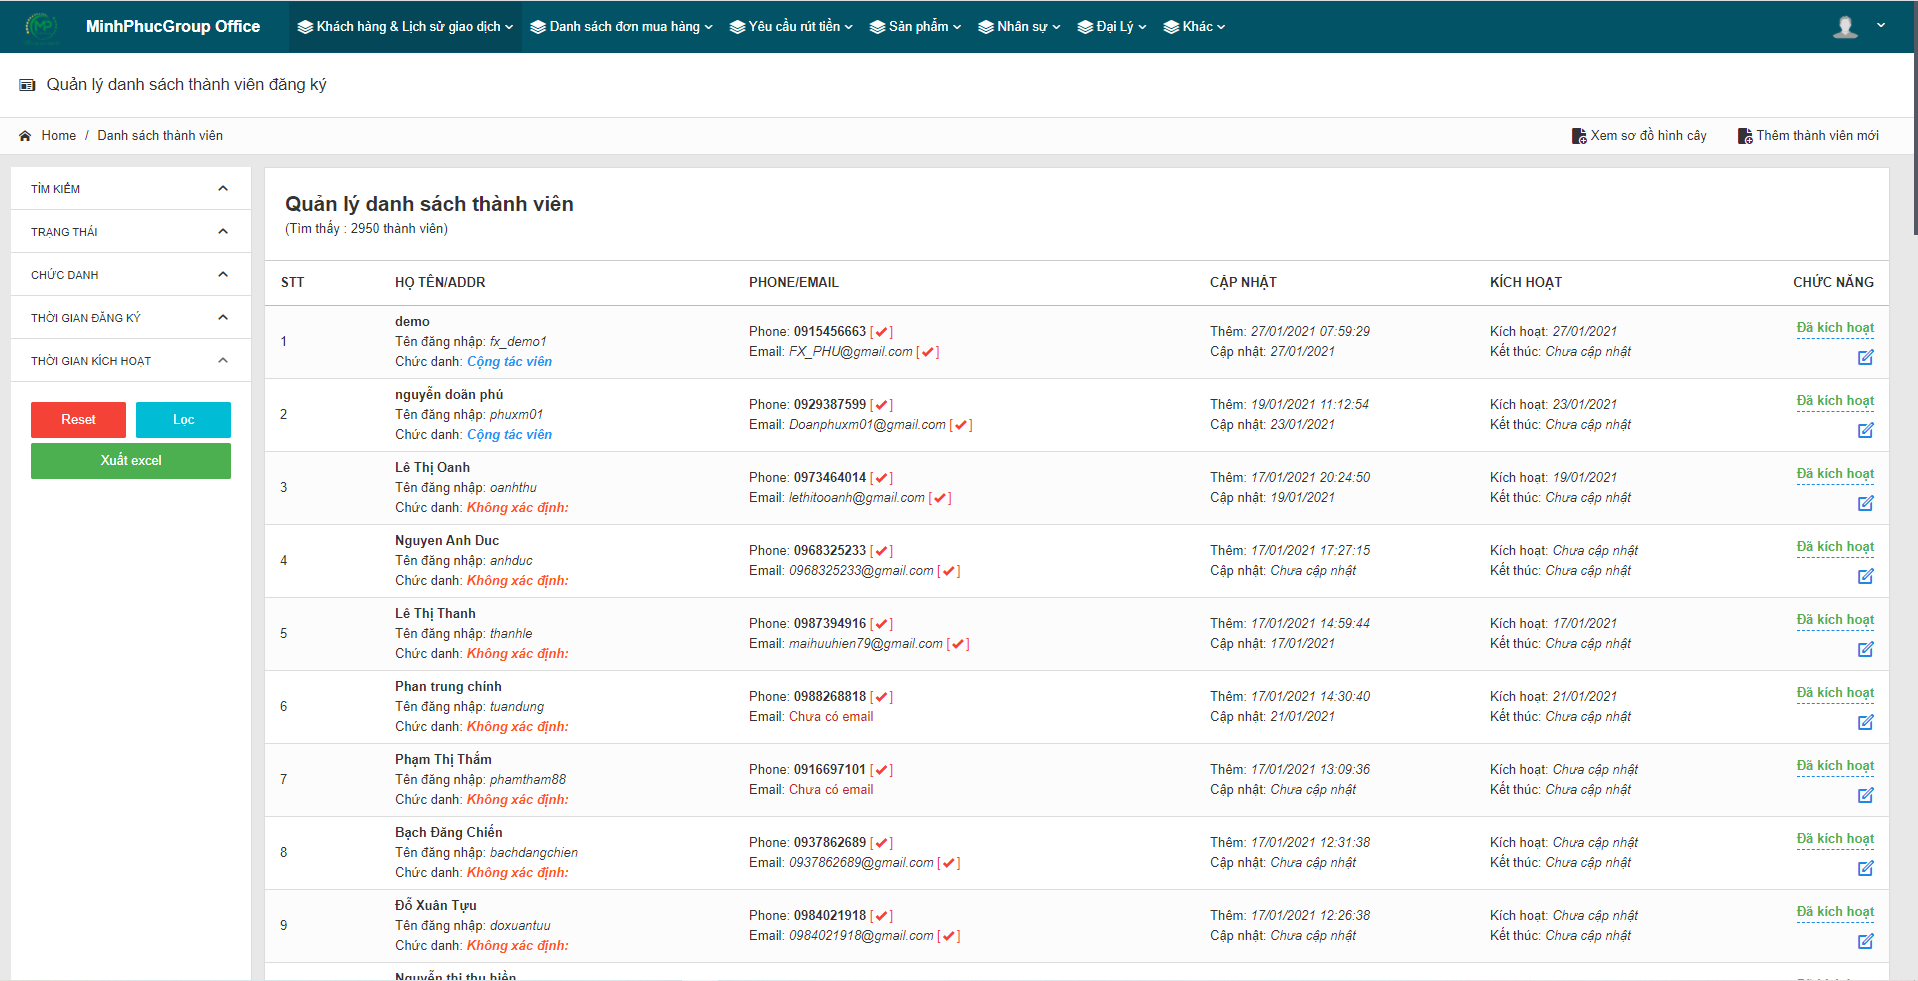 MP
MinhPhucGroup Office
Khách hàng & Lịch sử giao dịch
Danh sách đơn mua hàng
Yêu cầu rút tiền
Sản phẩm
Nhân sự
Đại Lý
Khác
Quản lý danh sách thành viên đăng ký
Home / Danh sách thành viên
Xem sơ đồ hình cây
Thêm thành viên mới
TÌM KIẾM
TRẠNG THÁI
CHỨC DANH
THỜI GIAN ĐĂNG KÝ
THỜI GIAN KÍCH HOẠT
Reset
Lọc
Xuất excel
Quản lý danh sách thành viên
(Tìm thấy : 2950 thành viên)
STT HỌ TÊN/ADDR PHONE/EMAIL CẬP NHẬT KÍCH HOẠT CHỨC NĂNG
1
demo
Tên đăng nhập: fx_demo1
Chức danh: Cộng tác viên
Phone: 0915456663 [✔]
Email: FX_PHU@gmail.com [✔]
Thêm: 27/01/2021 07:59:29
Cập nhật: 27/01/2021
Kích hoạt: 27/01/2021
Kết thúc: Chưa cập nhật
Đã kích hoạt
2
nguyễn doãn phú
Tên đăng nhập: phuxm01
Chức danh: Cộng tác viên
Phone: 0929387599 [✔]
Email: Doanphuxm01@gmail.com [✔]
Thêm: 19/01/2021 11:12:54
Cập nhật: 23/01/2021
Kích hoạt: 23/01/2021
Kết thúc: Chưa cập nhật
Đã kích hoạt
3
Lê Thị Oanh
Tên đăng nhập: oanhthu
Chức danh: Không xác định:
Phone: 0973464014 [✔]
Email: lethitooanh@gmail.com [✔]
Thêm: 17/01/2021 20:24:50
Cập nhật: 19/01/2021
Kích hoạt: 19/01/2021
Kết thúc: Chưa cập nhật
Đã kích hoạt
4
Nguyen Anh Duc
Tên đăng nhập: anhduc
Chức danh: Không xác định:
Phone: 0968325233 [✔]
Email: 0968325233@gmail.com [✔]
Thêm: 17/01/2021 17:27:15
Cập nhật: Chưa cập nhật
Kích hoạt: Chưa cập nhật
Kết thúc: Chưa cập nhật
Đã kích hoạt
5
Lê Thị Thanh
Tên đăng nhập: thanhle
Chức danh: Không xác định:
Phone: 0987394916 [✔]
Email: maihuuhien79@gmail.com [✔]
Thêm: 17/01/2021 14:59:44
Cập nhật: 17/01/2021
Kích hoạt: 17/01/2021
Kết thúc: Chưa cập nhật
Đã kích hoạt
6
Phan trung chính
Tên đăng nhập: tuandung
Chức danh: Không xác định:
Phone: 0988268818 [✔]
Email: Chưa có email
Thêm: 17/01/2021 14:30:40
Cập nhật: 21/01/2021
Kích hoạt: 21/01/2021
Kết thúc: Chưa cập nhật
Đã kích hoạt
7
Phạm Thị Thắm
Tên đăng nhập: phamtham88
Chức danh: Không xác định:
Phone: 0916697101 [✔]
Email: Chưa có email
Thêm: 17/01/2021 13:09:36
Cập nhật: Chưa cập nhật
Kích hoạt: Chưa cập nhật
Kết thúc: Chưa cập nhật
Đã kích hoạt
8
Bạch Đăng Chiến
Tên đăng nhập: bachdangchien
Chức danh: Không xác định:
Phone: 0937862689 [✔]
Email: 0937862689@gmail.com [✔]
Thêm: 17/01/2021 12:31:38
Cập nhật: Chưa cập nhật
Kích hoạt: Chưa cập nhật
Kết thúc: Chưa cập nhật
Đã kích hoạt
9
Đỗ Xuân Tựu
Tên đăng nhập: doxuantuu
Chức danh: Không xác định:
Phone: 0984021918 [✔]
Email: 0984021918@gmail.com [✔]
Thêm: 17/01/2021 12:26:38
Cập nhật: Chưa cập nhật
Kích hoạt: Chưa cập nhật
Kết thúc: Chưa cập nhật
Đã kích hoạt
Nguyễn thị thu hiền